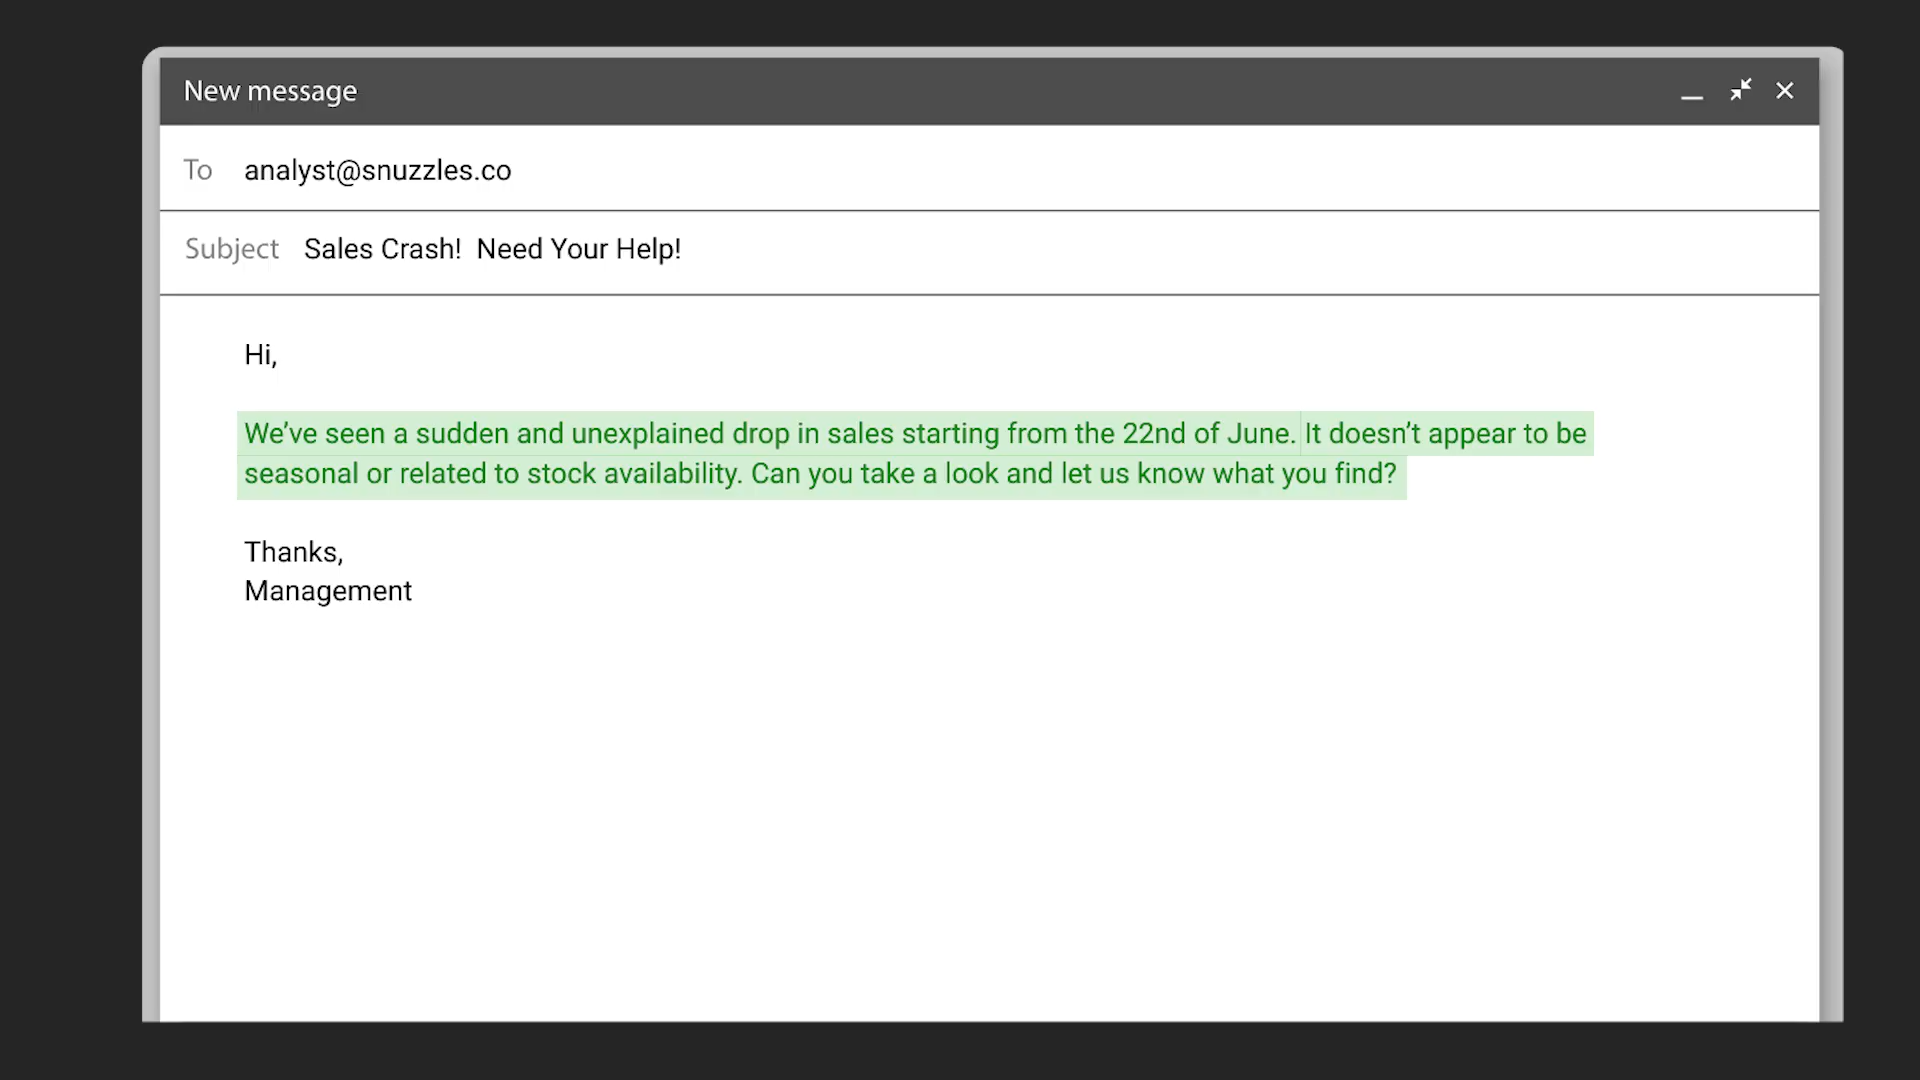 New message
To analyst@snuzzles.co
Subject Sales Crash!  Need Your Help!
Hi,
We’ve seen a sudden and unexplained drop in sales starting from the 22nd of June. It doesn’t appear to be
seasonal or related to stock availability. Can you take a look and let us know what you find?
Thanks,
Management